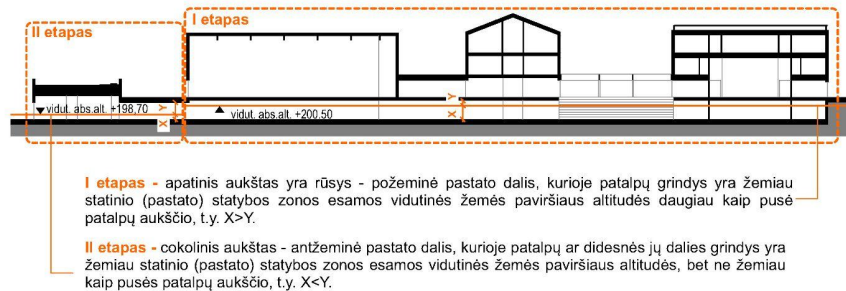 I etapas
II etapas
vidut. abs.alt. +198,70
Y
X
vidut. abs.alt. +200.50
Y
X
I etapas - apatinis aukštas yra rūsys - požeminė pastato dalis, kurioje patalpų grindys yra žemiau
statinio (pastato) statybos zonos esamos vidutinės žemės paviršiaus altitudės daugiau kaip pusė
patalpų aukščio, t.y. X>Y.
II etapas - cokolinis aukštas - antžeminė pastato dalis, kurioje patalpų ar didesnės jų dalies grindys yra
žemiau statinio (pastato) statybos zonos esamos vidutinės žemės paviršiaus altitudės, bet ne žemiau
kaip pusės patalpų aukščio, t.y. X<Y.